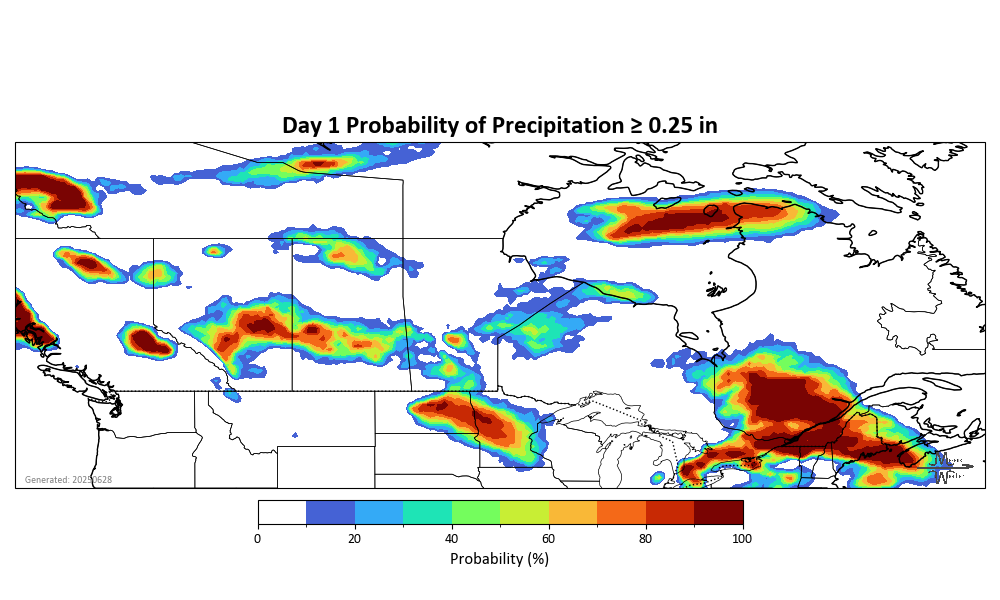 Day 1 Probability of Precipitation ≥ 0.25 in
Generated: 20250628
0 20 40 60 80 100
Probability (%)